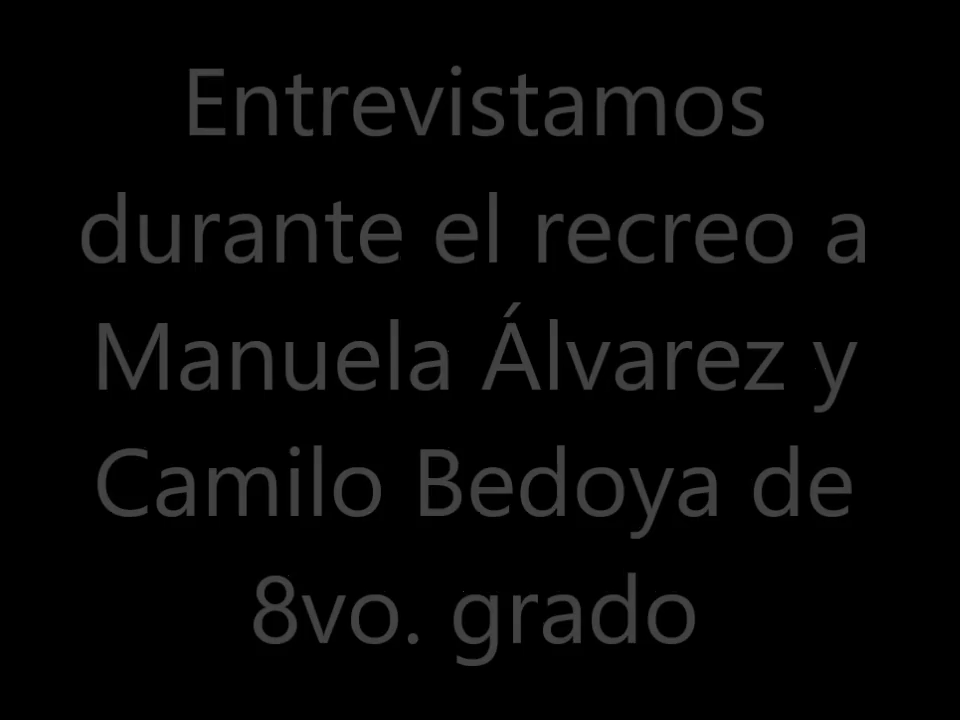 Entrevistamos
durante el recreo a
Manuela Álvarez y
Camilo Bedoya de
8vo. grado